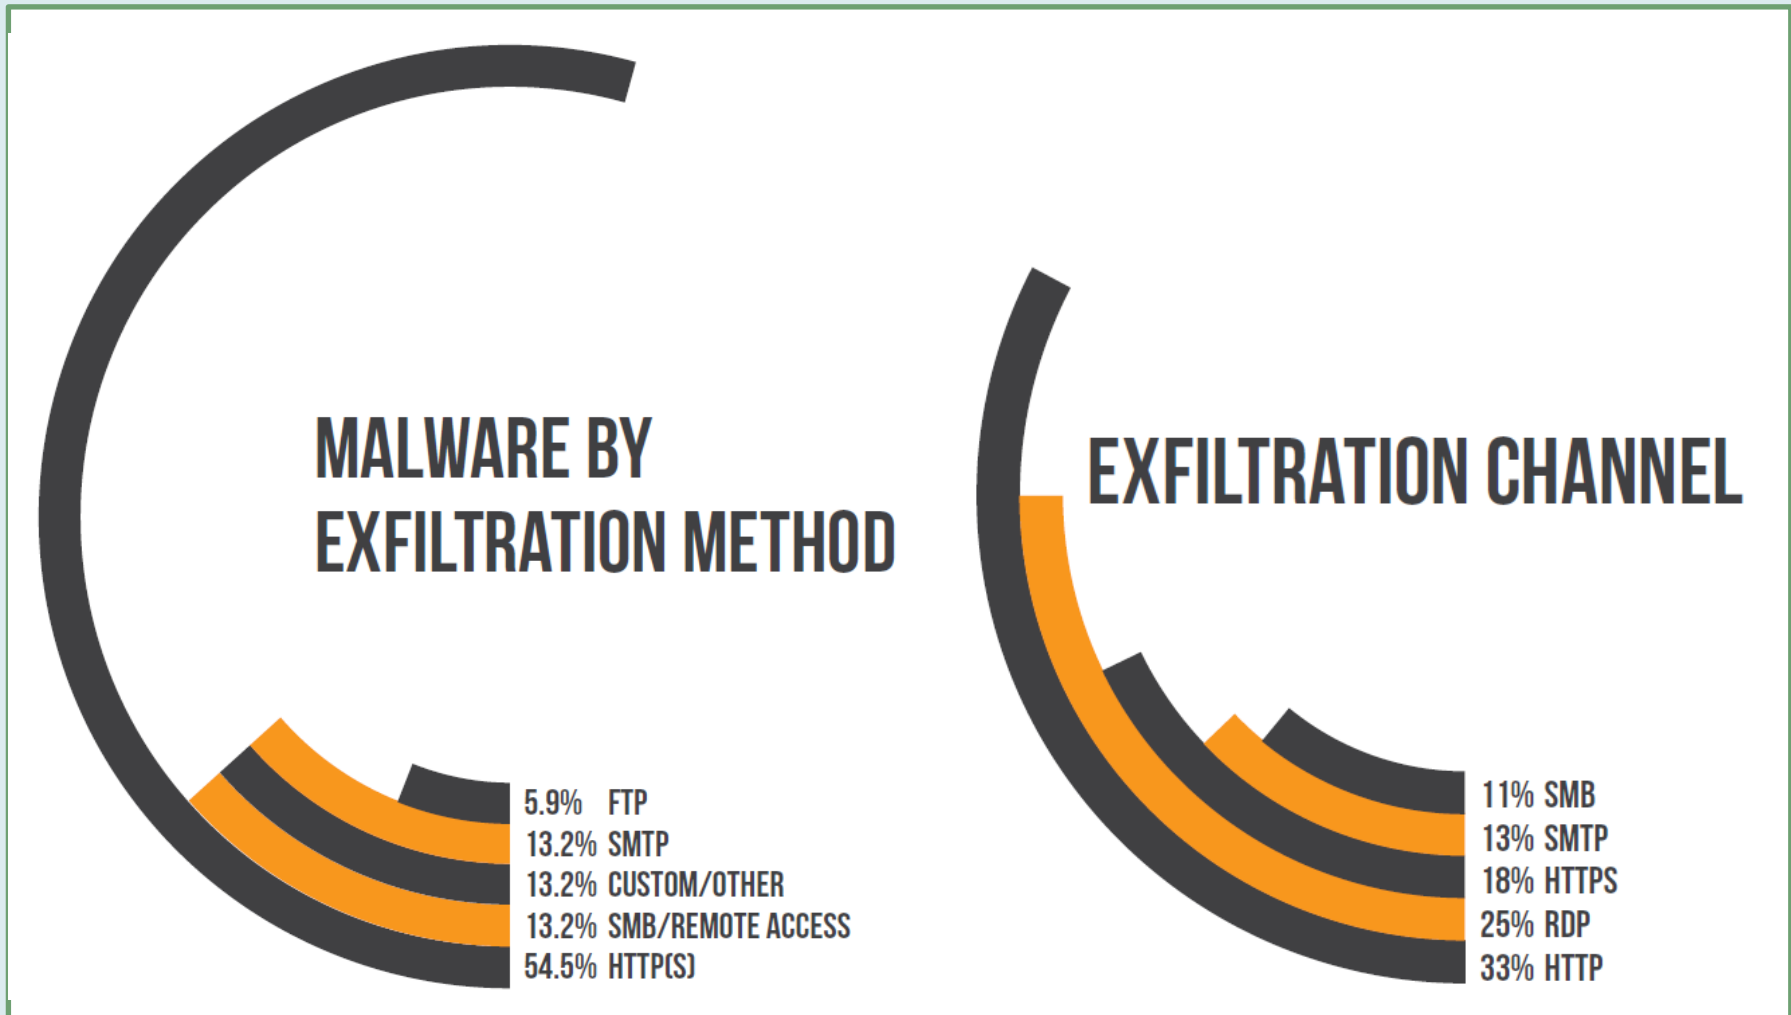 MALWARE BY
EXFILTRATION METHOD
5.9% FTP
13.2% SMTP
13.2% CUSTOM/OTHER
13.2% SMB/REMOTE ACCESS
54.5% HTTP(S)
EXFILTRATION CHANNEL
11% SMB
13% SMTP
18% HTTPS
25% RDP
33% HTTP